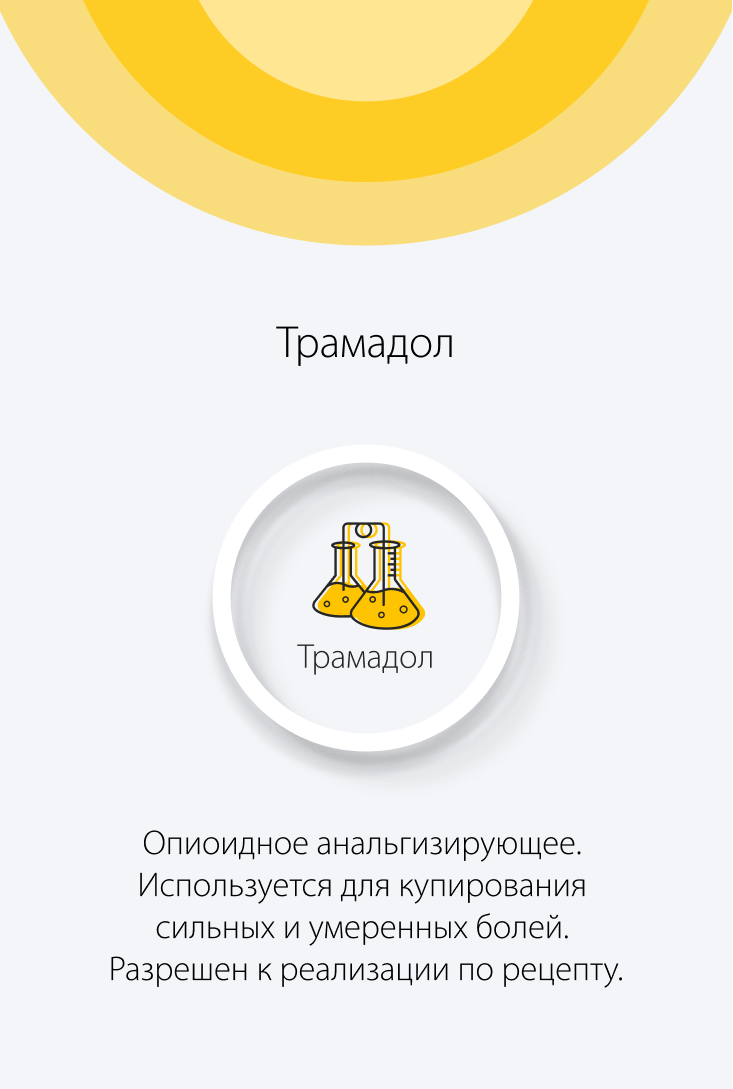 Трамадол
Трамадол
Опиоидное анальгизирующее.
Используется для купирования
сильных и умеренных болей.
Разрешен к реализации по рецепту.